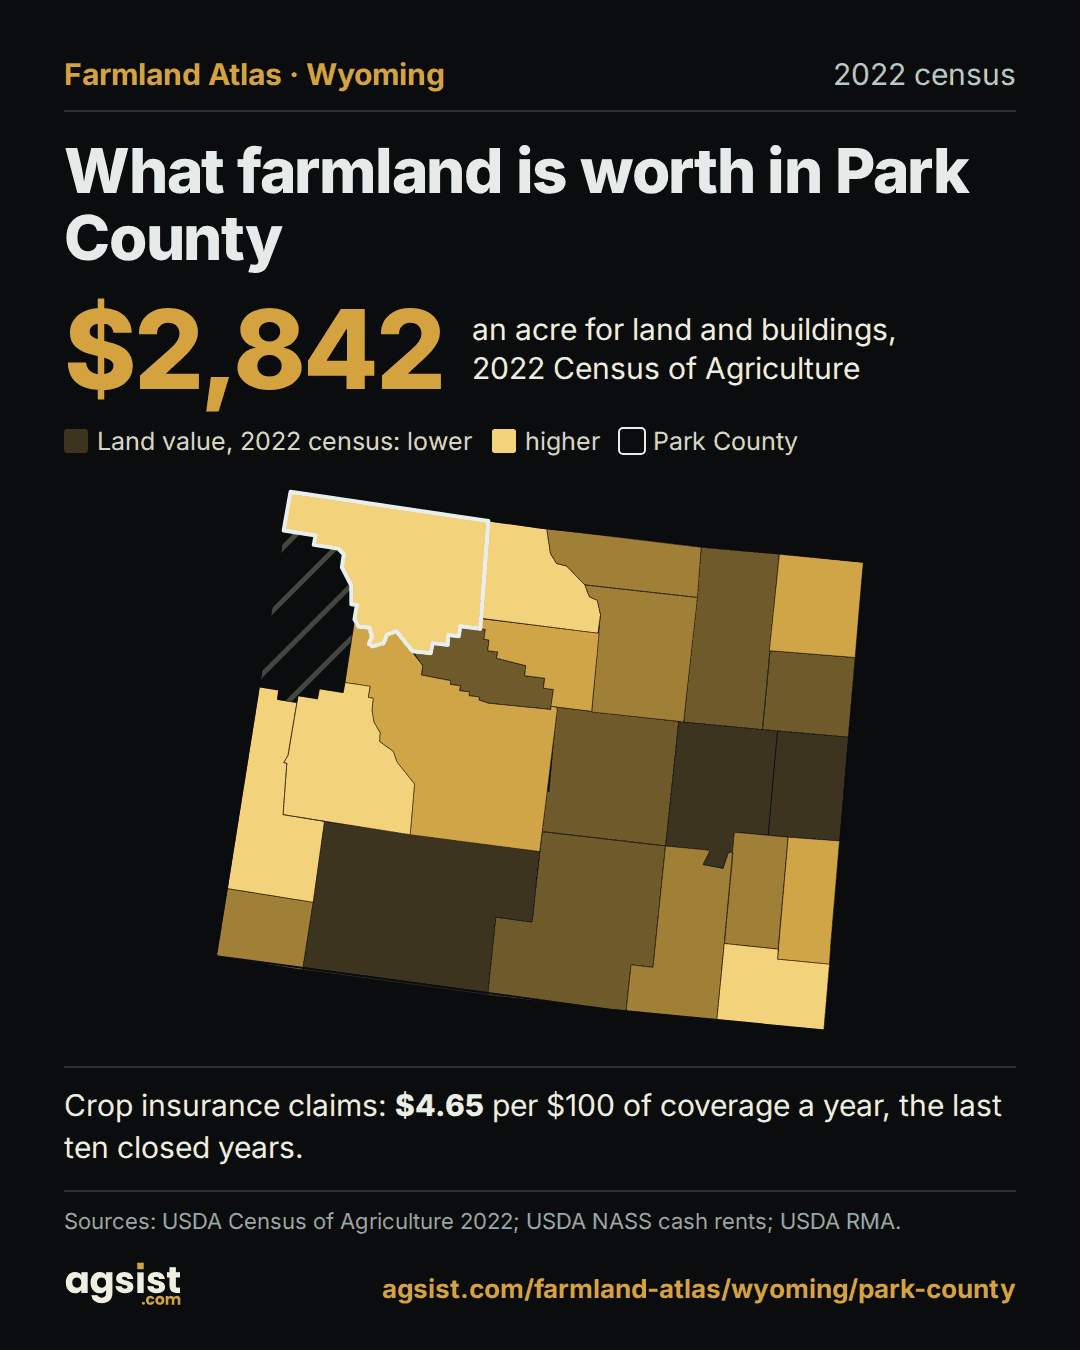 Farmland Atlas · Wyoming
2022 census
What farmland is worth in Park
County
$2,842
an acre for land and buildings,
2022 Census of Agriculture
Land value, 2022 census: lower
higher
Park County
Crop insurance claims: $4.65 per $100 of coverage a year, the last
ten closed years.
Sources: USDA Census of Agriculture 2022; USDA NASS cash rents; USDA RMA.
agsist
.com
agsist.com/farmland-atlas/wyoming/park-county